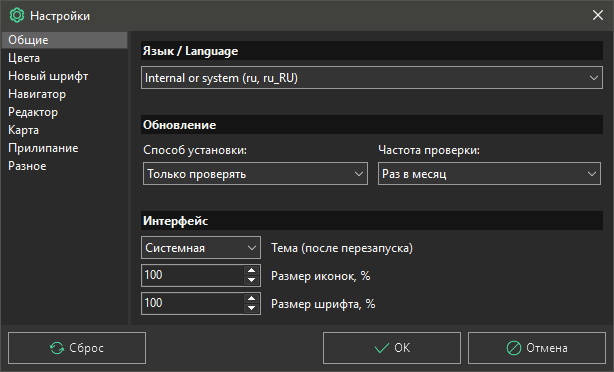 Настройки
Общие
Цвета
Новый шрифт
Навигатор
Редактор
Карта
Прилипание
Разное
Язык / Language
Internal or system (ru, ru_RU)
Обновление
Способ установки: Частота проверки:
Только проверять Раз в месяц
Интерфейс
Системная Тема (после перезапуска)
100 Размер иконок, %
100 Размер шрифта, %
Сброс OK Отмена